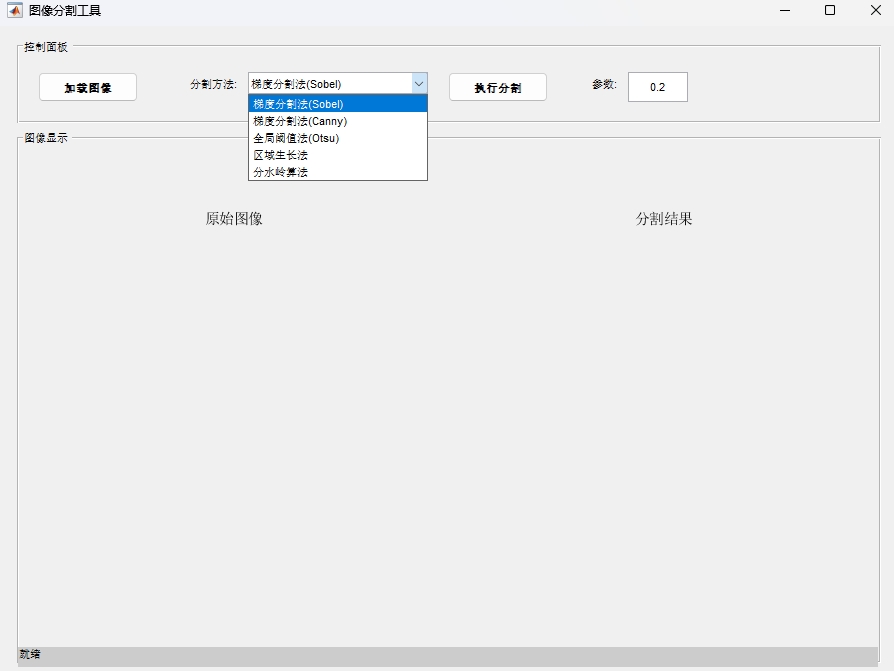 图像分割工具
控制面板
加载图像
分割方法:
梯度分割法(Sobel)
执行分割
参数:
0.2
梯度分割法(Sobel)
梯度分割法(Canny)
全局阈值法(Otsu)
区域生长法
分水岭算法
图像显示
原始图像
分割结果
就绪